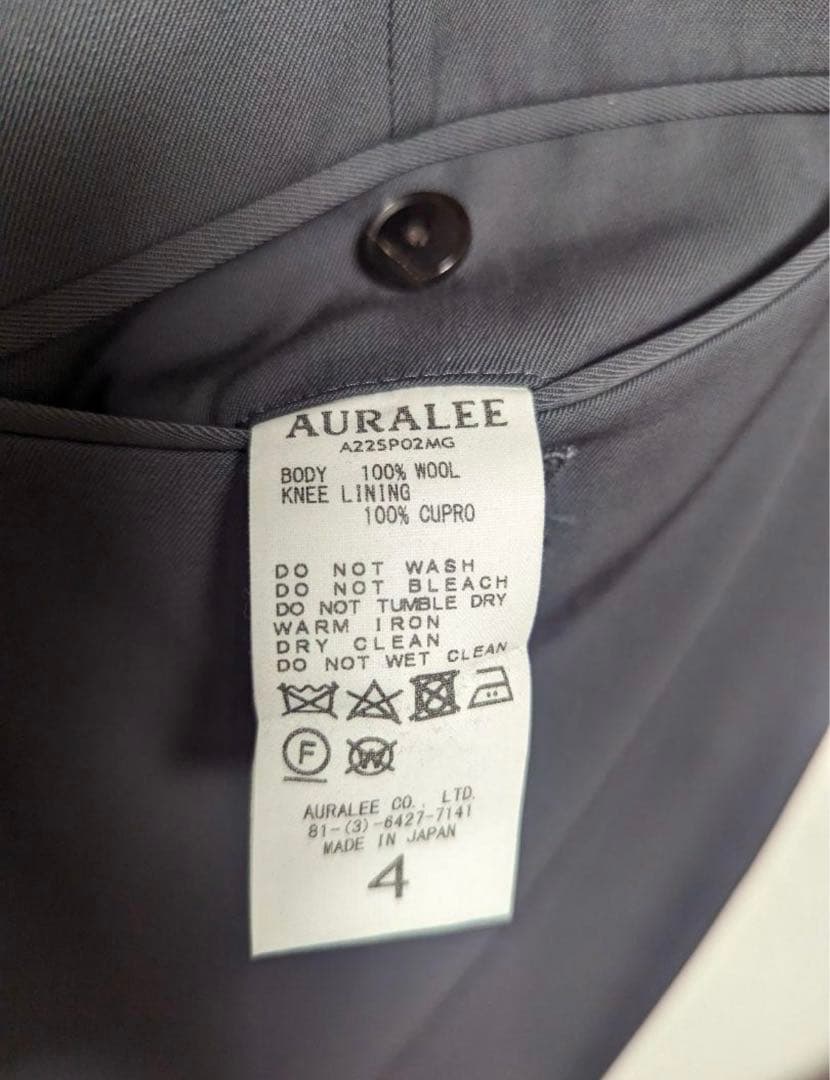 AURALEE
A22SP02MG
BODY 100% WOOL
KNEE LINING
100% CUPRO
DO NOT WASH
DO NOT BLEACH
DO NOT TUMBLE DRY
WARM IRON
DRY CLEAN
DO NOT WET CLEAN
F W
AURALEE CO., LTD.
81-(3)-6427-7141
MADE IN JAPAN
4